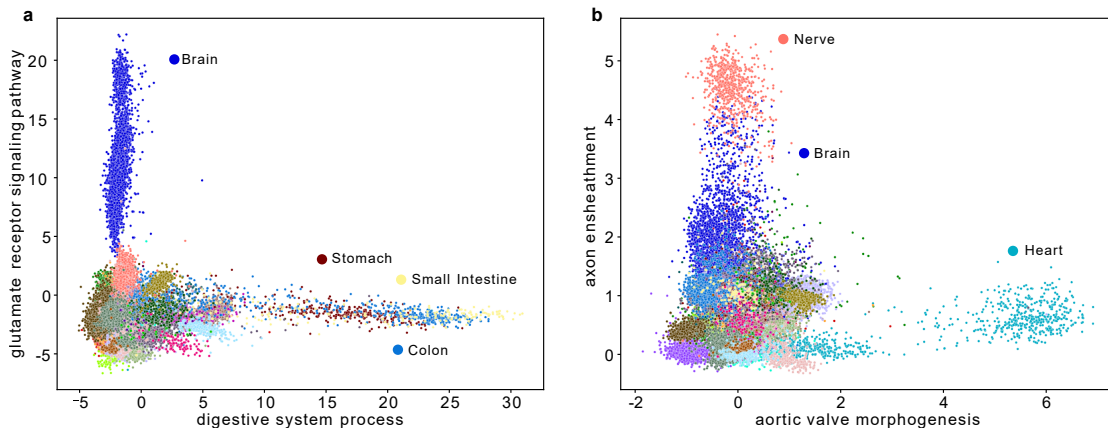 a
glutamate receptor signaling pathway
20
15
10
5
0
−5
Brain
Stomach
Small Intestine
Colon
−5 0 5 10 15 20 25 30
digestive system process
b
axon ensheathment
5
4
3
2
1
0
Nerve
Brain
Heart
-2 0 2 4 6
aortic valve morphogenesis